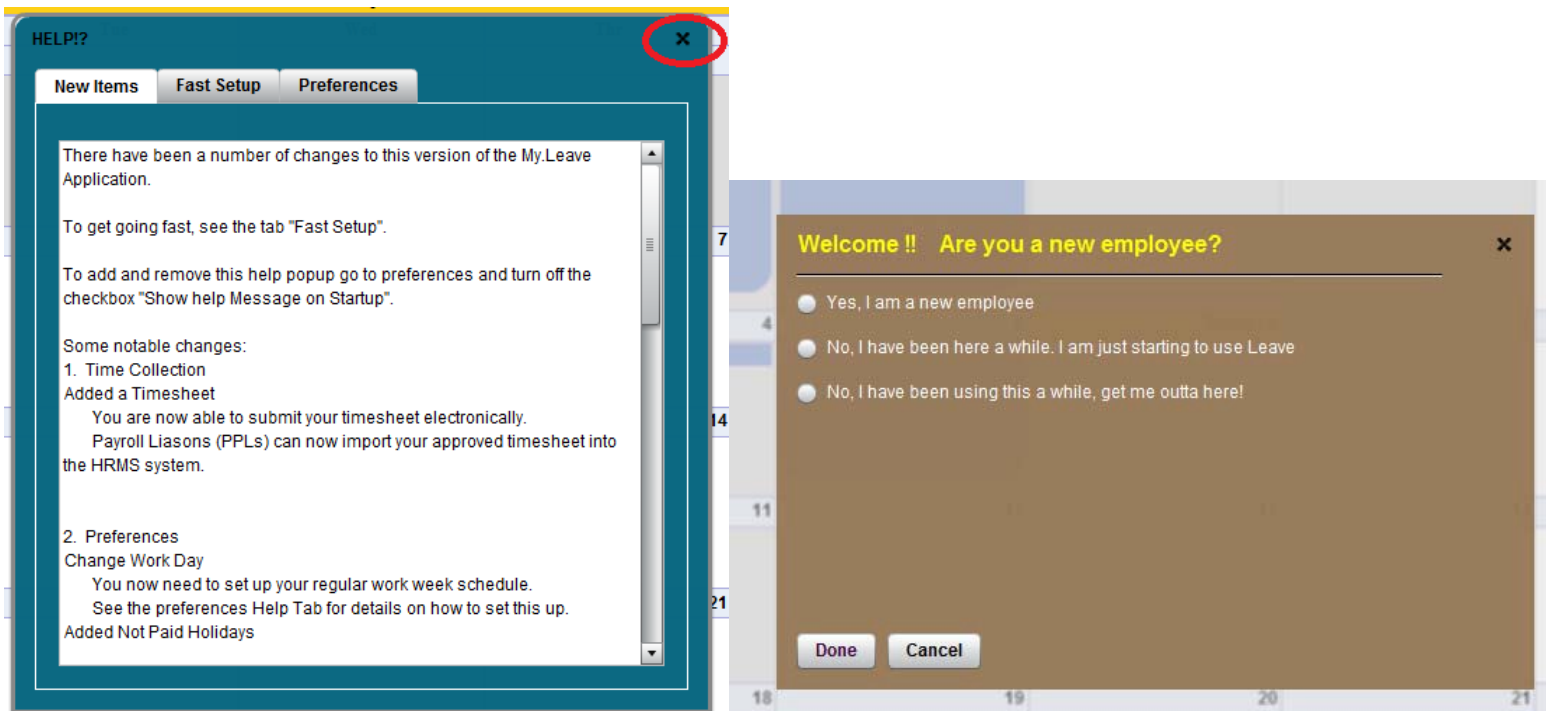 HELP!?
New Items
Fast Setup
Preferences
There have been a number of changes to this version of the My.Leave
Application.
To get going fast, see the tab "Fast Setup".
To add and remove this help popup go to preferences and turn off the
checkbox "Show help Message on Startup".
Some notable changes:
1. Time Collection
Added a Timesheet
You are now able to submit your timesheet electronically.
Payroll Liasons (PPLs) can now import your approved timesheet into
the HRMS system.
2. Preferences
Change Work Day
You now need to set up your regular work week schedule.
See the preferences Help Tab for details on how to set this up.
Added Not Paid Holidays
7
14
21
Welcome !! Are you a new employee?
Yes, I am a new employee
No, I have been here a while. I am just starting to use Leave
No, I have been using this a while, get me outta here!
Done
Cancel
4
11
18
19
20
21